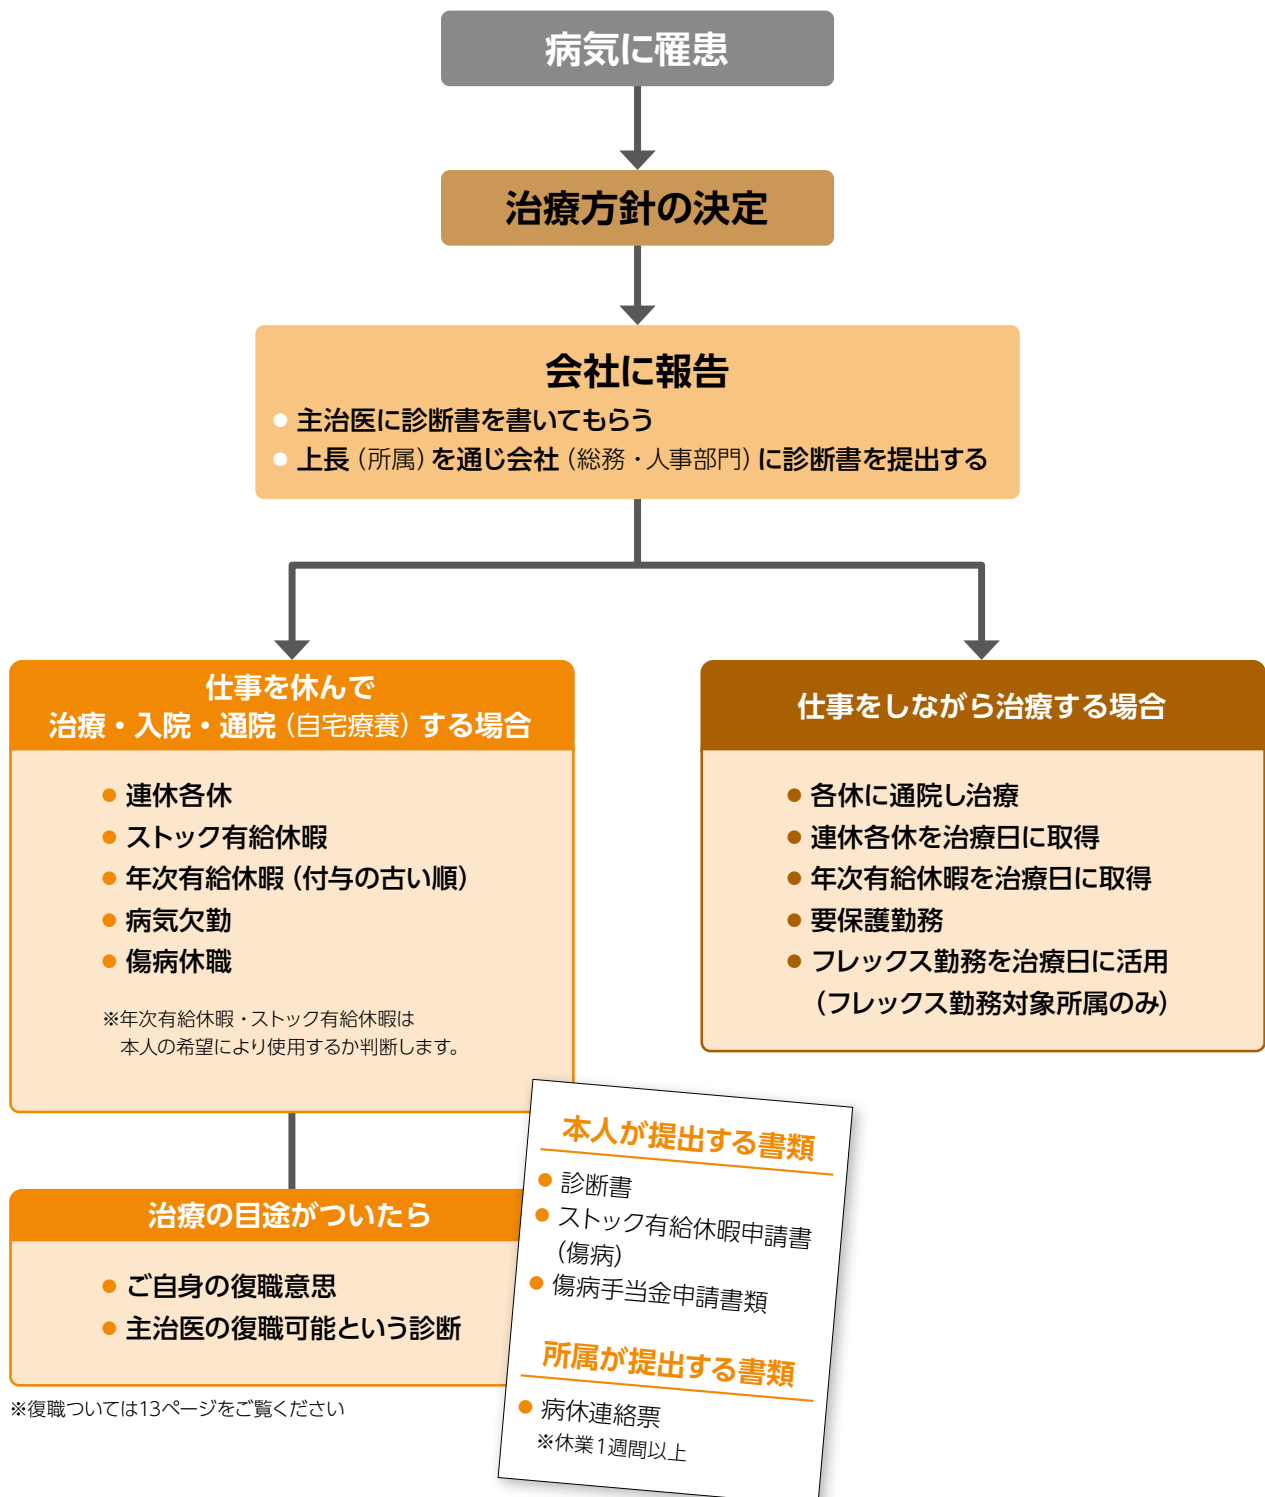 病気に罹患
治療方針の決定
会社に報告
● 主治医に診断書を書いてもらう
● 上長（所属）を通じ会社（総務・人事部門）に診断書を提出する
仕事を休んで
治療・入院・通院（自宅療養）する場合
● 連休各休
● ストック有給休暇
● 年次有給休暇（付与の古い順）
● 病気欠勤
● 傷病休職
※年次有給休暇・ストック有給休暇は
本人の希望により使用するか判断します。
仕事をしながら治療する場合
● 各休に通院し治療
● 連休各休を治療日に取得
● 年次有給休暇を治療日に取得
● 要保護勤務
● フレックス勤務を治療日に活用
（フレックス勤務対象所属のみ）
治療の目途がついたら
● ご自身の復職意思
● 主治医の復職可能という診断
※復職ついては13ページをご覧ください
本人が提出する書類
● 診断書
● ストック有給休暇申請書
（傷病）
● 傷病手当金申請書類
所属が提出する書類
● 病休連絡票
※休業1週間以上